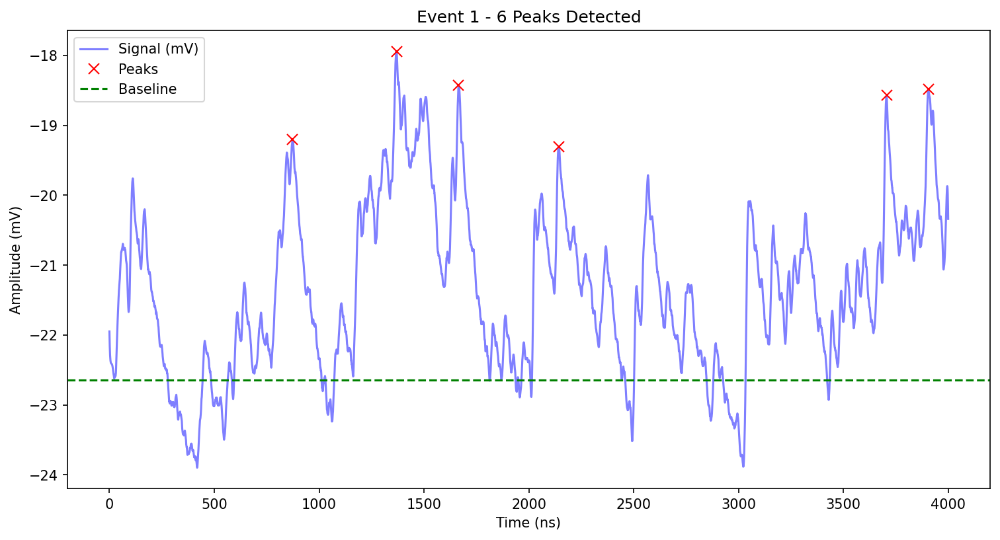 Event 1 - 6 Peaks Detected
Signal (mV)
Peaks
Baseline
Amplitude (mV)
−18
−19
−20
−21
−22
−23
−24
0 500 1000 1500 2000 2500 3000 3500 4000
Time (ns)